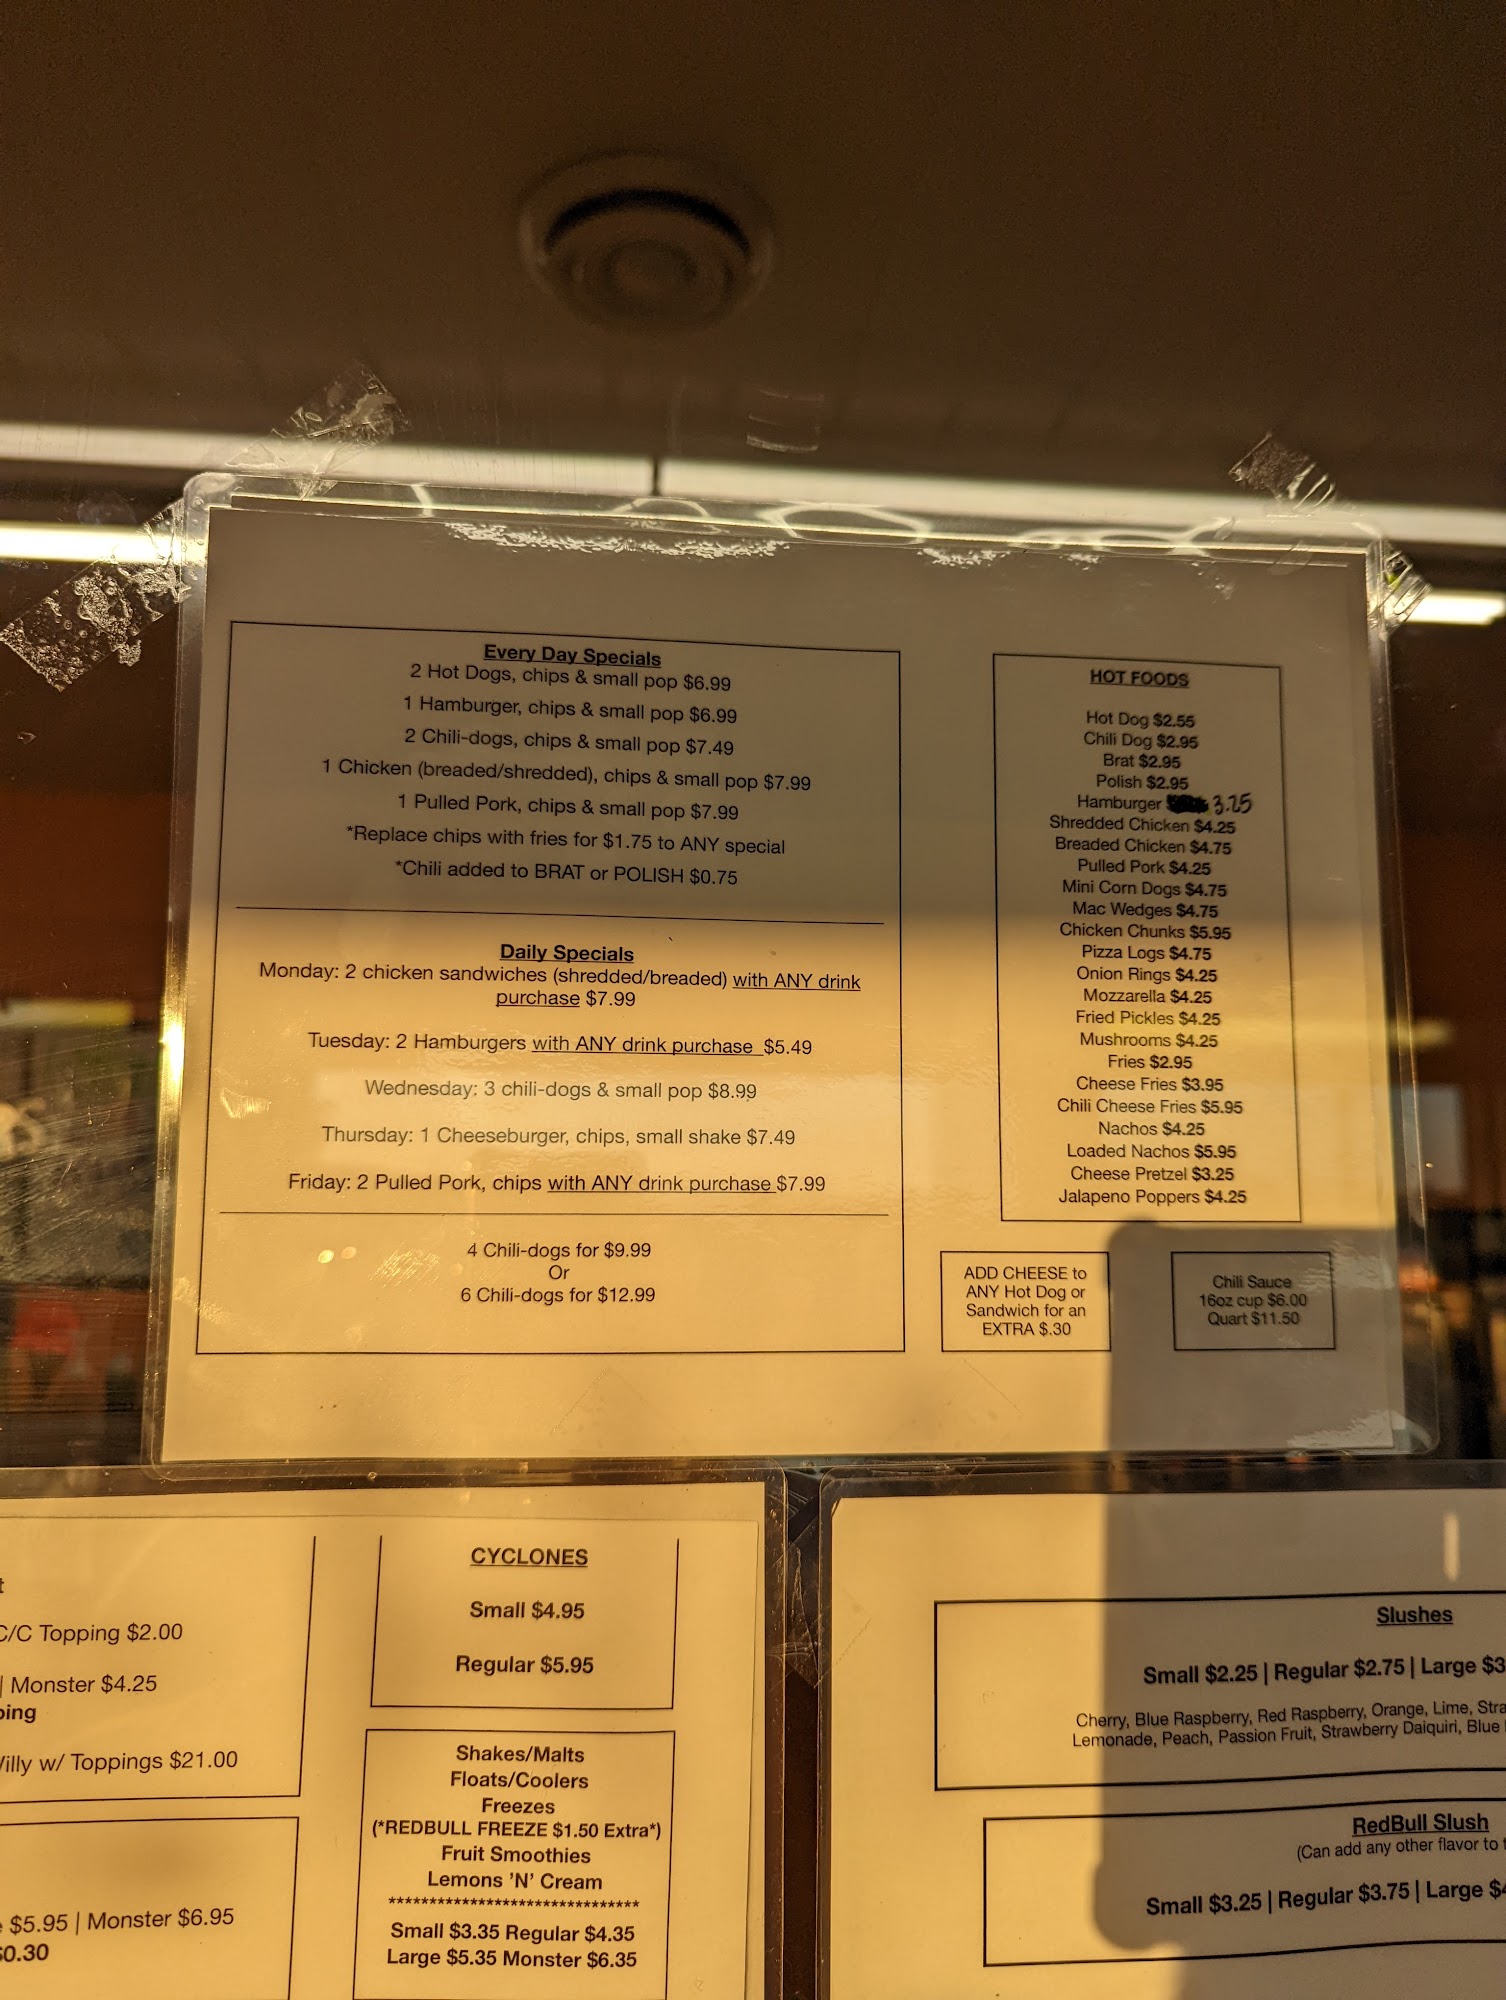 Every Day Specials
2 Hot Dogs, chips & small pop $6.99
1 Hamburger, chips & small pop $6.99
2 Chili-dogs, chips & small pop $7.49
1 Chicken (breaded/shredded), chips & small pop $7.99
1 Pulled Pork, chips & small pop $7.99
*Replace chips with fries for $1.75 to ANY special
*Chili added to BRAT or POLISH $0.75
Daily Specials
Monday: 2 chicken sandwiches (shredded/breaded) with ANY drink
purchase $7.99
Tuesday: 2 Hamburgers with ANY drink purchase $5.49
Wednesday: 3 chili-dogs & small pop $8.99
Thursday: 1 Cheeseburger, chips, small shake $7.49
Friday: 2 Pulled Pork, chips with ANY drink purchase $7.99
4 Chili-dogs for $9.99
Or
6 Chili-dogs for $12.99
HOT FOODS
Hot Dog $2.55
Chili Dog $2.95
Brat $2.95
Polish $2.95
Hamburger 3.25
Shredded Chicken $4.25
Breaded Chicken $4.75
Pulled Pork $4.25
Mini Corn Dogs $4.75
Mac Wedges $4.75
Chicken Chunks $5.95
Pizza Logs $4.75
Onion Rings $4.25
Mozzarella $4.25
Fried Pickles $4.25
Mushrooms $4.25
Fries $2.95
Cheese Fries $3.95
Chili Cheese Fries $5.95
Nachos $4.25
Loaded Nachos $5.95
Cheese Pretzel $3.25
Jalapeno Poppers $4.25
ADD CHEESE to
ANY Hot Dog or
Sandwich for an
EXTRA $.30
Chili Sauce
16oz cup $6.00
Quart $11.50
C/C Topping $2.00
| Monster $4.25
w/ Toppings $21.00
$5.95 | Monster $6.95
0.30
CYCLONES
Small $4.95
Regular $5.95
Shakes/Malts
Floats/Coolers
Freezes
(*REDBULL FREEZE $1.50 Extra*)
Fruit Smoothies
Lemons 'N' Cream
*******************************
Small $3.35 Regular $4.35
Large $5.35 Monster $6.35
Slushes
Small $2.25 | Regular $2.75 | Large $3
Cherry, Blue Raspberry, Red Raspberry, Orange, Lime,
Lemonade, Peach, Passion Fruit, Strawberry Daiquiri, Blue
RedBull Slush
(Can add any other flavor to
Small $3.25 | Regular $3.75 | Large